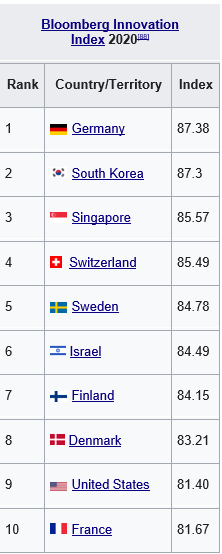 Bloomberg Innovation
Index 2020[88]
Rank Country/Territory Index
1 Germany 87.38
2 South Korea 87.3
3 Singapore 85.57
4 Switzerland 85.49
5 Sweden 84.78
6 Israel 84.49
7 Finland 84.15
8 Denmark 83.21
9 United States 81.40
10 France 81.67